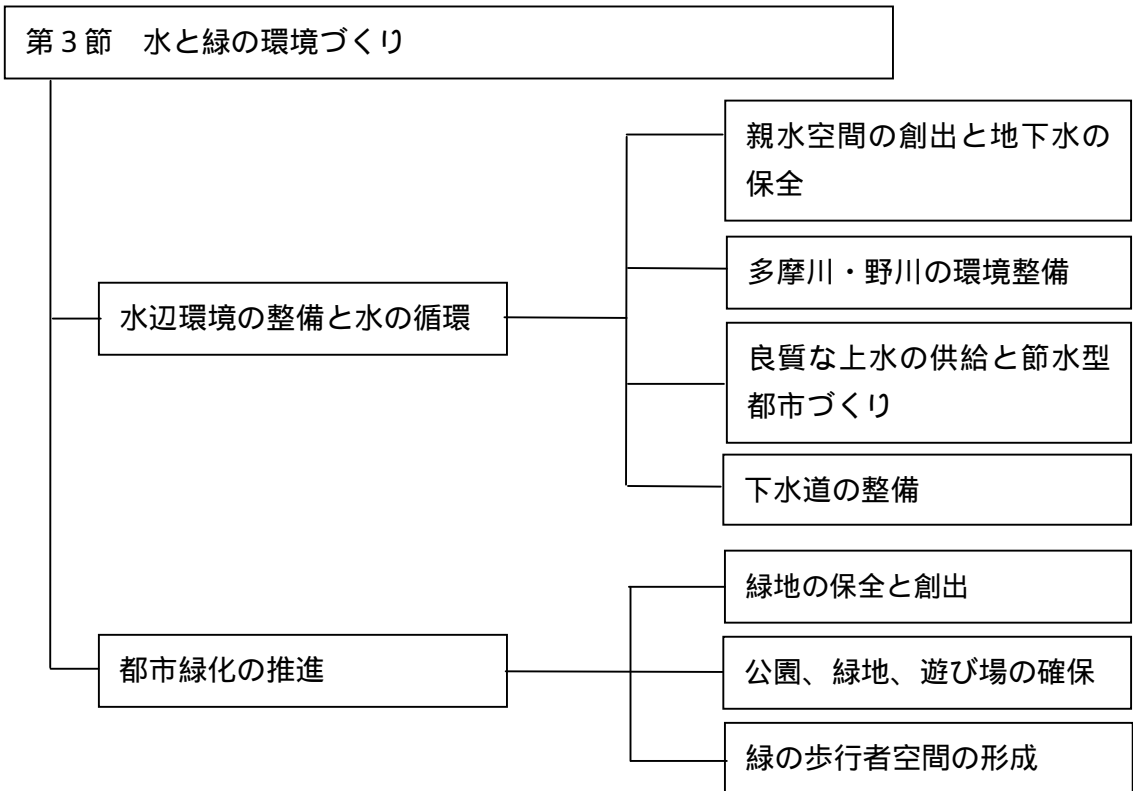 第３節　水と緑の環境づくり
親水空間の創出と地下水の
保全
多摩川・野川の環境整備
水辺環境の整備と水の循環
良質な上水の供給と節水型
都市づくり
下水道の整備
緑地の保全と創出
都市緑化の推進
公園、緑地、遊び場の確保
緑の歩行者空間の形成